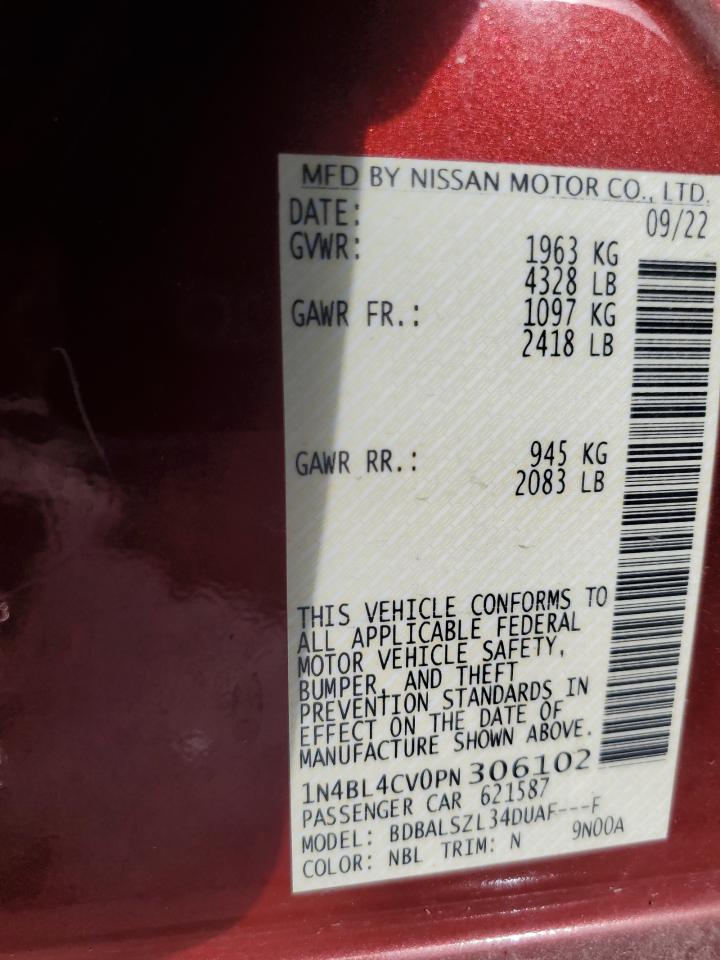 MFD BY NISSAN MOTOR CO., LTD.
DATE: 09/22
GVWR: 1963 KG
4328 LB
GAWR FR.: 1097 KG
2418 LB
GAWR RR.: 945 KG
2083 LB
THIS VEHICLE CONFORMS TO
ALL APPLICABLE FEDERAL
MOTOR VEHICLE SAFETY,
BUMPER, AND THEFT
PREVENTION STANDARDS IN
EFFECT ON THE DATE OF
MANUFACTURE SHOWN ABOVE.
1N4BL4CV0PN306102
PASSENGER CAR 621587
MODEL: BDBALSZL34DUAF---F
COLOR: NBL TRIM: N 9N00A